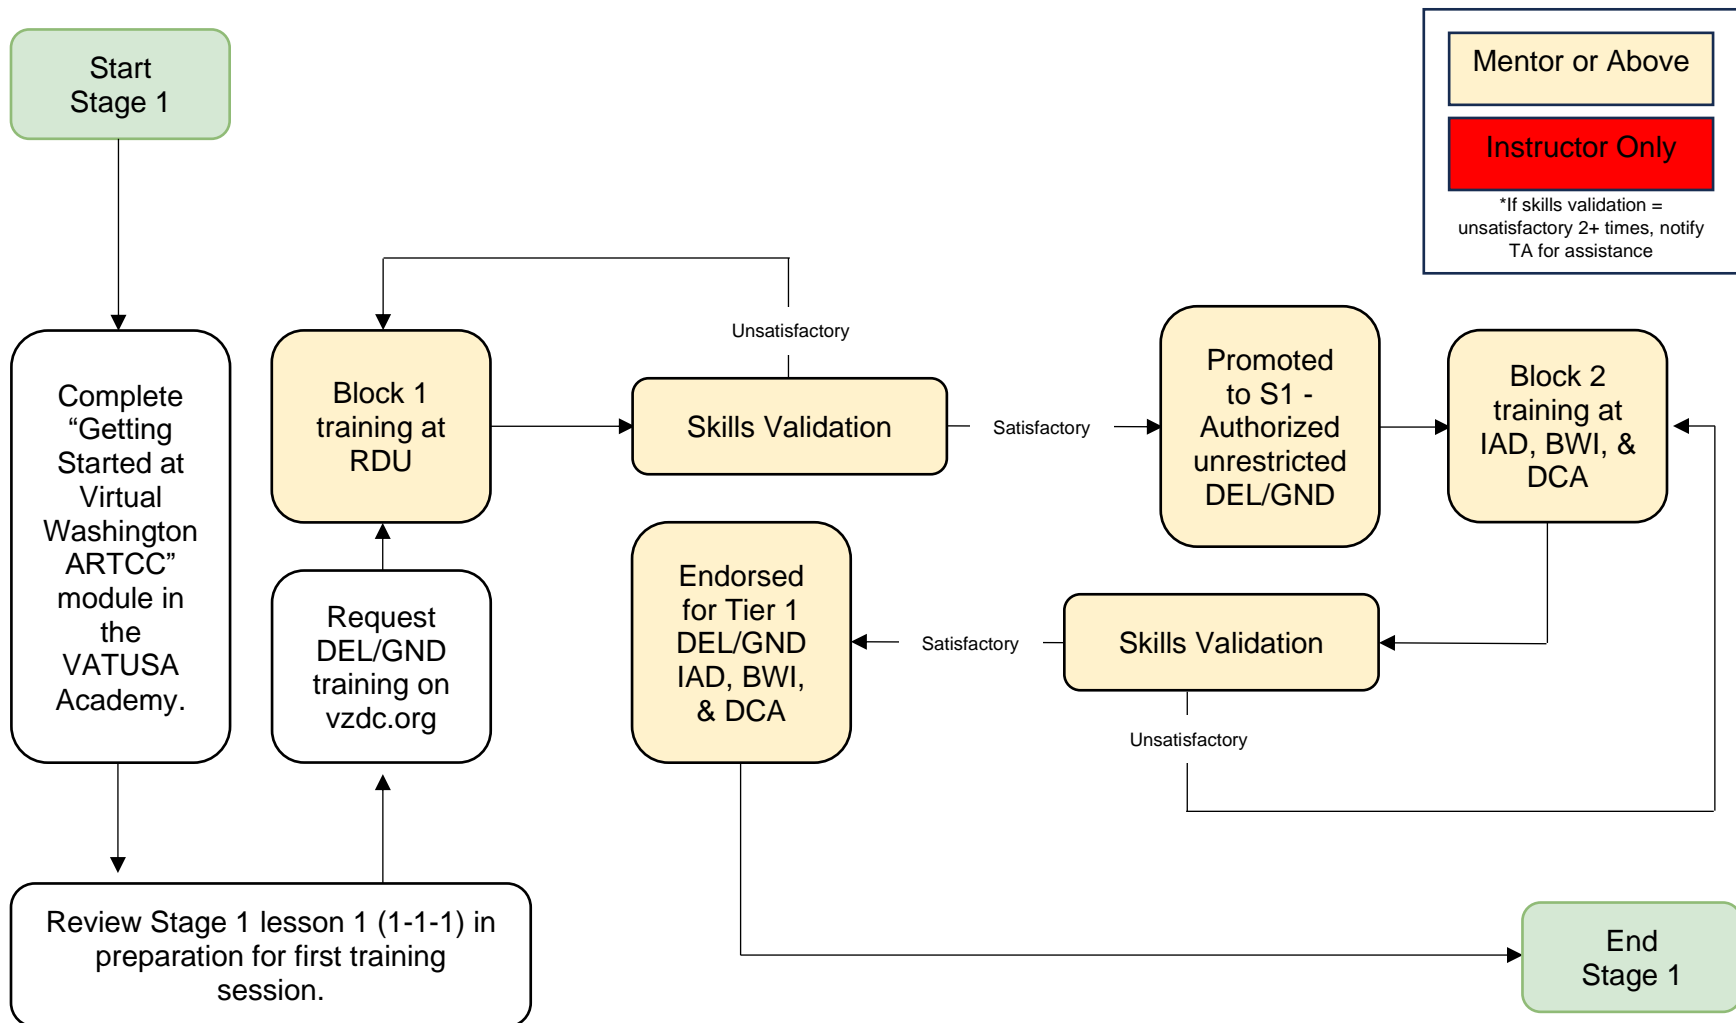 Start
Stage 1
Mentor or Above
Instructor Only
*If skills validation =
unsatisfactory 2+ times, notify
TA for assistance
Complete
“Getting
Started at
Virtual
Washington
ARTCC”
module in
the
VATUSA
Academy.
Review Stage 1 lesson 1 (1-1-1) in
preparation for first training
session.
Request
DEL/GND
training on
vzdc.org
Block 1
training at
RDU
Unsatisfactory
Skills Validation
Satisfactory
Promoted
to S1 -
Authorized
unrestricted
DEL/GND
Block 2
training at
IAD, BWI, &
DCA
Skills Validation
Unsatisfactory
Satisfactory
Endorsed
for Tier 1
DEL/GND
IAD, BWI,
& DCA
End
Stage 1